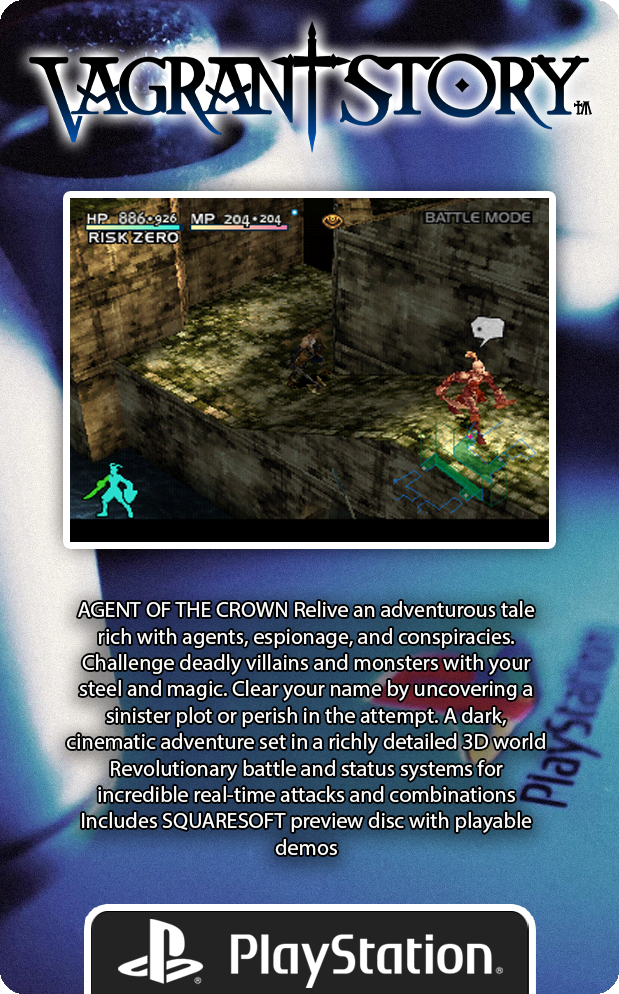 VAGRANT STORY™
HP 886•926 MP 204•204
BATTLE MODE
RISK ZERO
AGENT OF THE CROWN Relive an adventurous tale
rich with agents, espionage, and conspiracies.
Challenge deadly villains and monsters with your
steel and magic. Clear your name by uncovering a
sinister plot or perish in the attempt. A dark,
cinematic adventure set in a richly detailed 3D world
Revolutionary battle and status systems for
incredible real-time attacks and combinations
Includes SQUARESOFT preview disc with playable
demos
PlayStation
® PlayStation®